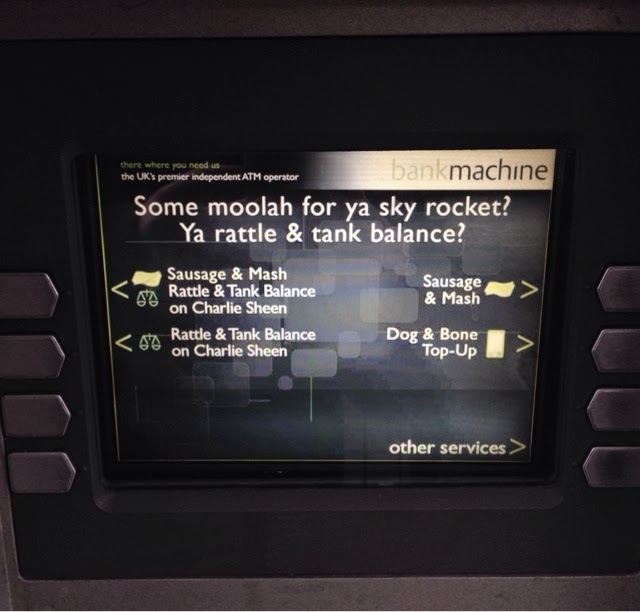 there where you need us
the UK's premier independent ATM operator
bankmachine
Some moolah for ya sky rocket?
Ya rattle & tank balance?
Sausage & Mash
Rattle & Tank Balance
on Charlie Sheen
Sausage
& Mash
Rattle & Tank Balance
on Charlie Sheen
Dog & Bone
Top-Up
other services